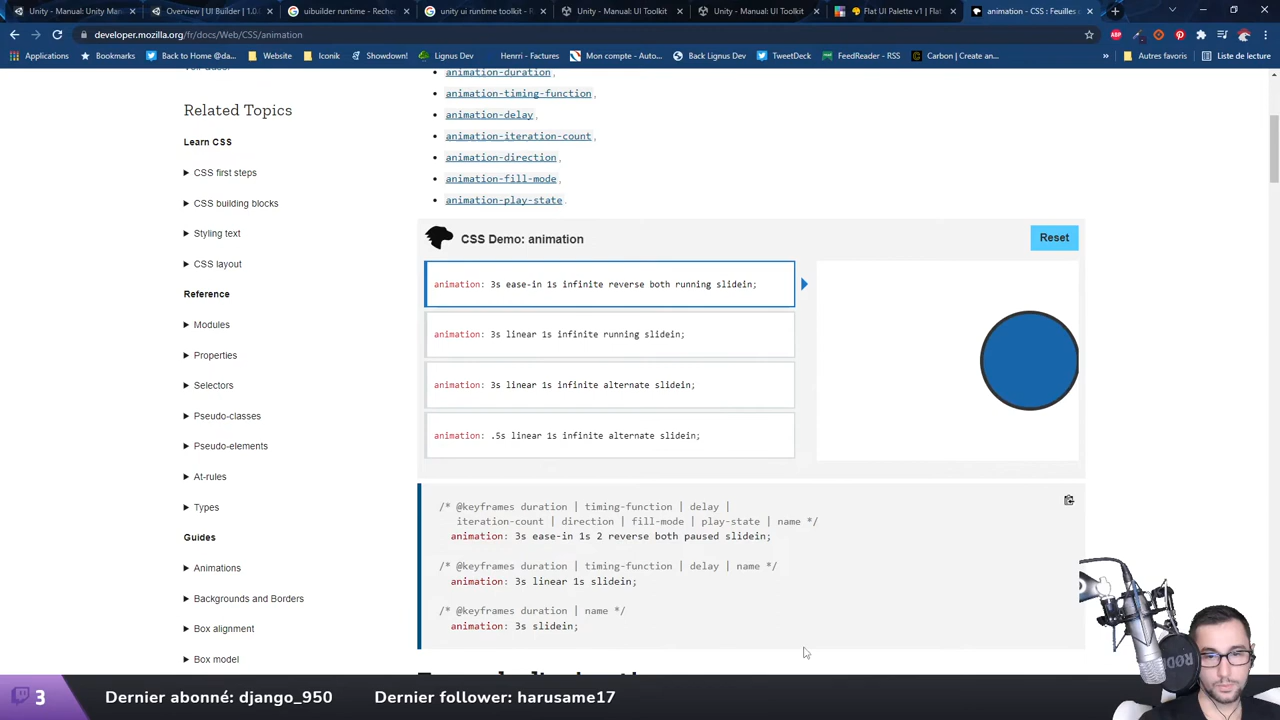 Unity - Unity Mark
Overview | UI Builder | 1.0.
uibuilder runtime - Recher
unity ui runtime toolkit - R
Unity - Manual: UI Toolkit
Unity - Manual: UI Toolkit
Flat UI Palette v1 | Flat
animation - CSS : Feuilles
developer.mozilla.org/fr/docs/Web/CSS/animation
Applications
Bookmarks
Back to Home @da...
Website
Iconik
Showdown!
Lignus Dev
Henrri - Factures
Mon compte - Unity
Back Lignus Dev
TweetDeck
FeedReader - RSS
Carbon | Create an...
»
Autres favoris
Liste de lecture
animation-duration,
Related Topics
animation-timing-function,
animation-delay,
animation-iteration-count,
animation-direction,
animation-fill-mode,
animation-play-state.
Learn CSS
CSS first steps
CSS building blocks
Styling text
CSS layout
Reference
Modules
Properties
Selectors
Pseudo-classes
Pseudo-elements
At-rules
Types
Guides
Animations
Backgrounds and Borders
Box alignment
Box model
CSS Demo: animation
Reset
animation: 3s ease-in 1s infinite reverse both running slidein;
animation: 3s linear 1s infinite running slidein;
animation: 3s linear 1s infinite alternate slidein;
animation: .5s linear 1s infinite alternate slidein;
/* @keyframes duration | timing-function | delay |
iteration-count | direction | fill-mode | play-state | name */
animation: 3s ease-in 1s 2 reverse both paused slidein;
/* @keyframes duration | timing-function | delay | name */
animation: 3s linear 1s slidein;
/* @keyframes duration | name */
animation: 3s slidein;
RODE
3
Dernier abonné: django_950
Dernier follower: harusame17